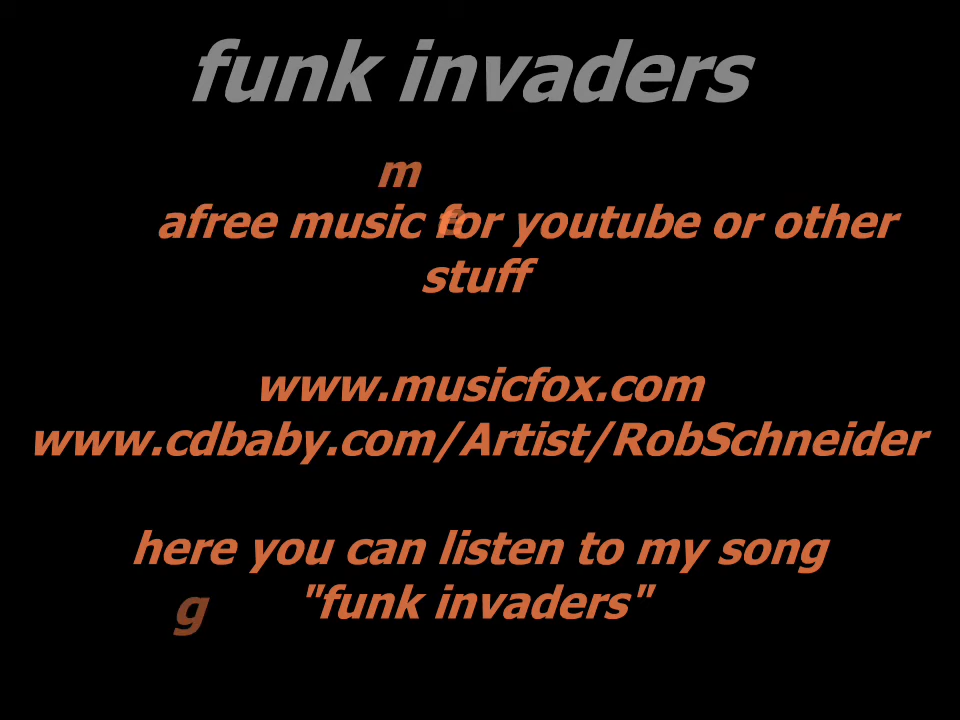 funk invaders
m
afree music for youtube or other
stuff
www.musicfox.com
www.cdbaby.com/Artist/RobSchneider
here you can listen to my song
"funk invaders"
g